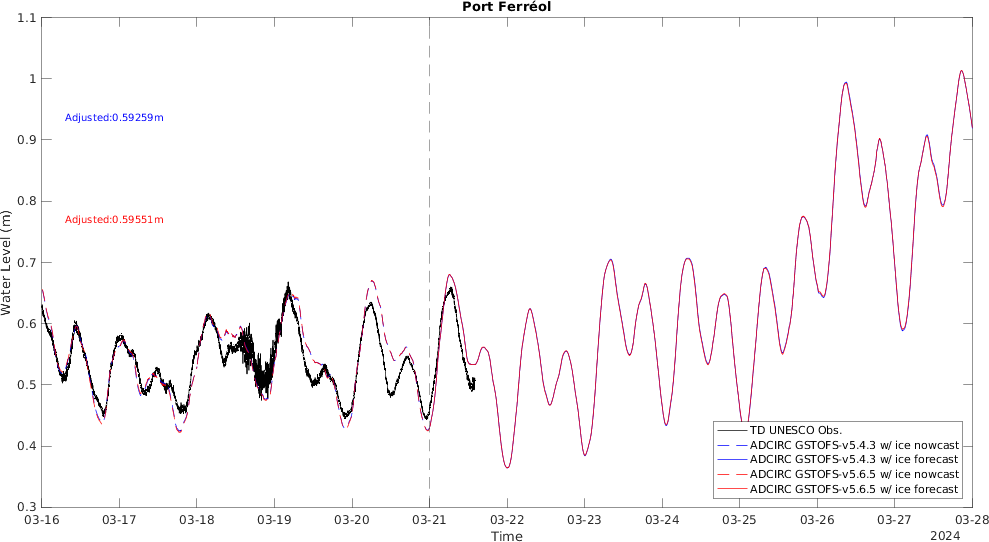 Port Ferréol
1.1
1
0.9
0.8
0.7
0.6
0.5
0.4
0.3
Water Level (m)
Adjusted:0.59259m
Adjusted:0.59551m
TD UNESCO Obs.
ADCIRC GSTOFS-v5.4.3 w/ ice nowcast
ADCIRC GSTOFS-v5.4.3 w/ ice forecast
ADCIRC GSTOFS-v5.6.5 w/ ice nowcast
ADCIRC GSTOFS-v5.6.5 w/ ice forecast
03-16 03-17 03-18 03-19 03-20 03-21 03-22 03-23 03-24 03-25 03-26 03-27 03-28
Time
2024